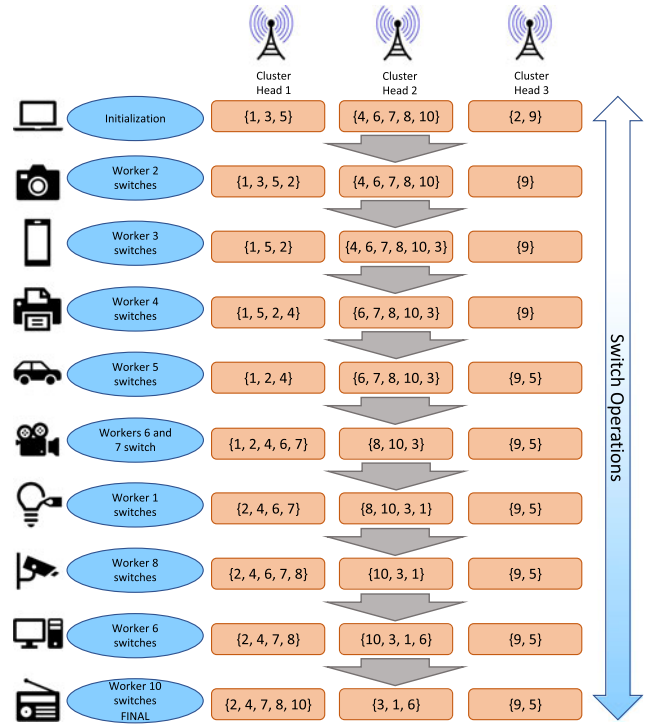 Cluster
Head 1
Cluster
Head 2
Cluster
Head 3
Initialization
{1, 3, 5}
{4, 6, 7, 8, 10}
{2, 9}
Worker 2
switches
{1, 3, 5, 2}
{4, 6, 7, 8, 10}
{9}
Worker 3
switches
{1, 5, 2}
{4, 6, 7, 8, 10, 3}
{9}
Worker 4
switches
{1, 5, 2, 4}
{6, 7, 8, 10, 3}
{9}
Worker 5
switches
{1, 2, 4}
{6, 7, 8, 10, 3}
{9, 5}
Workers 6 and
7 switch
{1, 2, 4, 6, 7}
{8, 10, 3}
{9, 5}
Worker 1
switches
{2, 4, 6, 7}
{8, 10, 3, 1}
{9, 5}
Worker 8
switches
{2, 4, 6, 7, 8}
{10, 3, 1}
{9, 5}
Worker 6
switches
{2, 4, 7, 8}
{10, 3, 1, 6}
{9, 5}
Worker 10
switches
FINAL
{2, 4, 7, 8, 10}
{3, 1, 6}
{9, 5}
Switch Operations